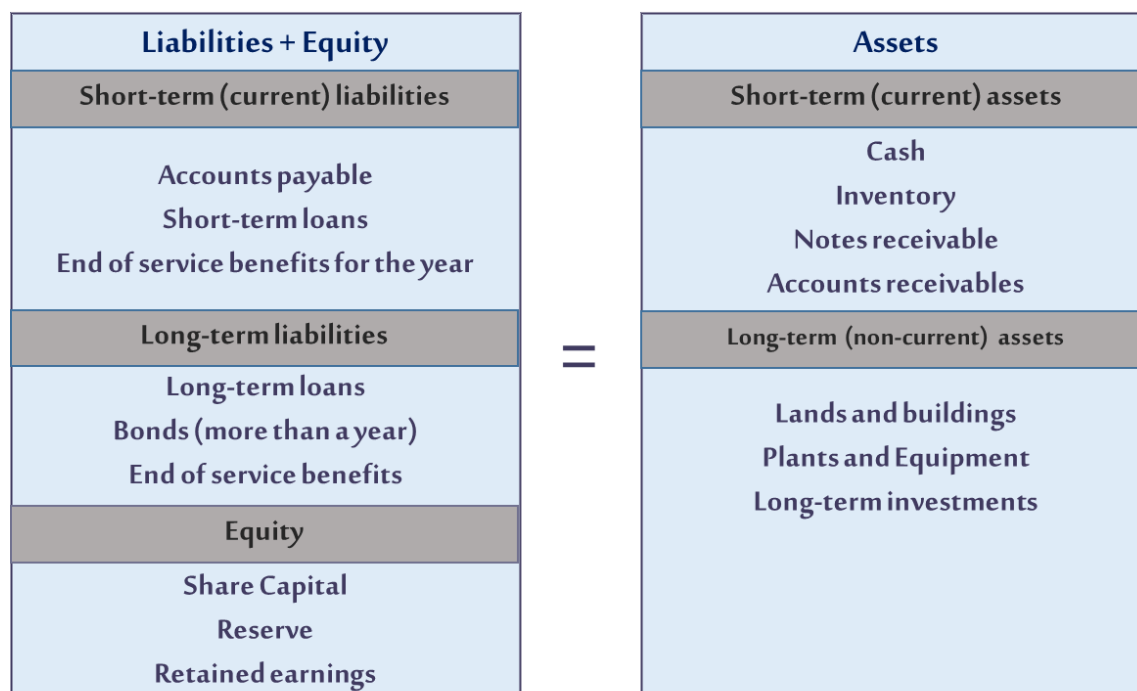 Liabilities + Equity
Short-term (current) liabilities
Accounts payable
Short-term loans
End of service benefits for the year
Long-term liabilities
Long-term loans
Bonds (more than a year)
End of service benefits
Equity
Share Capital
Reserve
Retained earnings
=
Assets
Short-term (current) assets
Cash
Inventory
Notes receivable
Accounts receivables
Long-term (non-current) assets
Lands and buildings
Plants and Equipment
Long-term investments